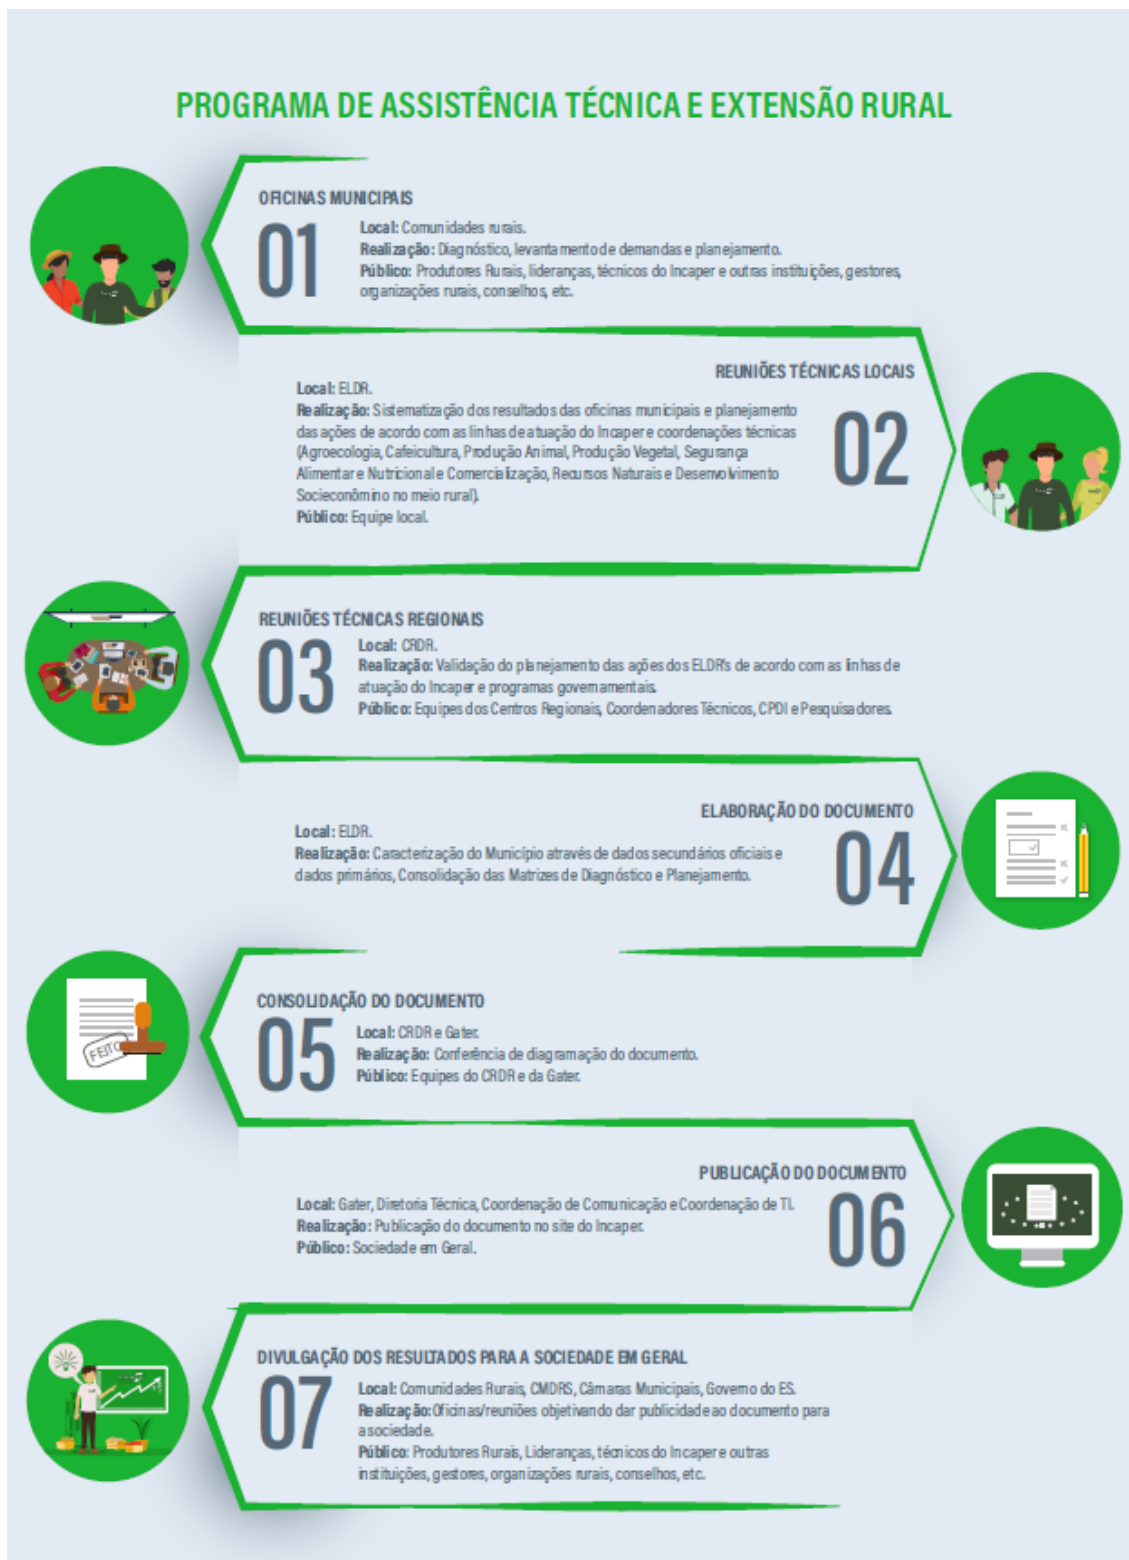 PROGRAMA DE ASSISTÊNCIA TÉCNICA E EXTENSÃO RURAL
OFICINAS MUNICIPAIS
01
Local: Comunidades rurais.
Realização: Diagnóstico, levantamento de demandas e planejamento.
Público: Produtores Rurais, lideranças, técnicos do Incaper e outras instituições, gestores,
organizações rurais, conselhos, etc.
REUNIÕES TÉCNICAS LOCAIS
02
Local: ELDR.
Realização: Sistematização dos resultados das oficinas municipais e planejamento
das ações de acordo com as linhas de atuação do Incaper e coordenações técnicas
(Agroecologia, Cafeicultura, Produção Animal, Produção Vegetal, Segurança
Alimentar e Nutricional e Comercialização, Recursos Naturais e Desenvolvimento
Socieconômino no meio rural).
Público: Equipe local.
REUNIÕES TÉCNICAS REGIONAIS
03
Local: CRDR.
Realização: Validação do planejamento das ações dos ELDR's de acordo com as linhas de
atuação do Incaper e programas governamentais.
Público: Equipes dos Centros Regionais, Coordenadores Técnicos, CPDI e Pesquisadores.
ELABORAÇÃO DO DOCUMENTO
04
Local: ELDR.
Realização: Caracterização do Município através de dados secundários oficiais e
dados primários, Consolidação das Matrizes de Diagnóstico e Planejamento.
FEITO
CONSOLIDAÇÃO DO DOCUMENTO
05
Local: CRDR e Gater.
Realização: Conferência de diagramação do documento.
Público: Equipes do CRDR e da Gater.
PUBLICAÇÃO DO DOCUMENTO
06
Local: Gater, Diretoria Técnica, Coordenação de Comunicação e Coordenação de TI.
Realização: Publicação do documento no site do Incaper.
Público: Sociedade em Geral.
DIVULGAÇÃO DOS RESULTADOS PARA A SOCIEDADE EM GERAL
07
Local: Comunidades Rurais, CMDRS, Câmaras Municipais, Governo do ES.
Realização: Oficinas/reuniões objetivando dar publicidade ao documento para
a sociedade.
Público: Produtores Rurais, Lideranças, técnicos do Incaper e outras
instituições, gestores, organizações rurais, conselhos, etc.